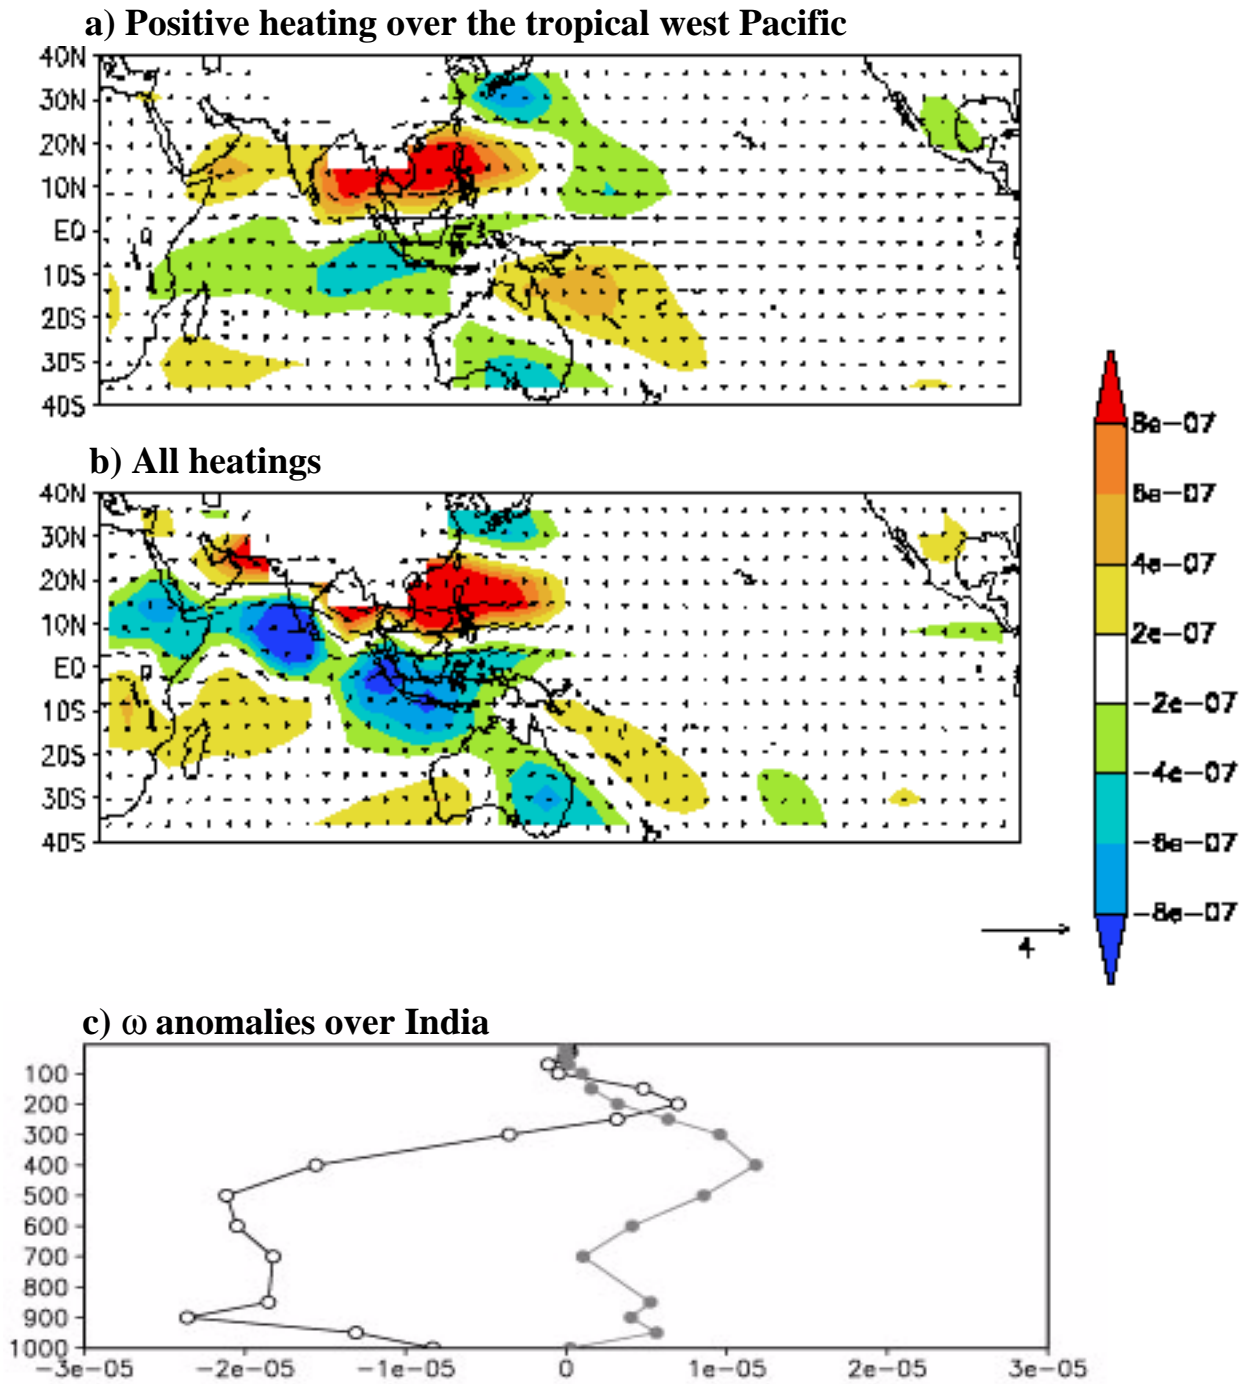 a) Positive heating over the tropical west Pacific
40N
30N
20N
10N
EQ
10S
20S
30S
40S
b) All heatings
40N
30N
20N
10N
EQ
10S
20S
30S
40S
8e-07
6e-07
4e-07
2e-07
-2e-07
-4e-07
-6e-07
-8e-07
4
c) ω anomalies over India
100
200
300
400
500
600
700
800
900
1000
-3e-05 -2e-05 -1e-05 0 1e-05 2e-05 3e-05